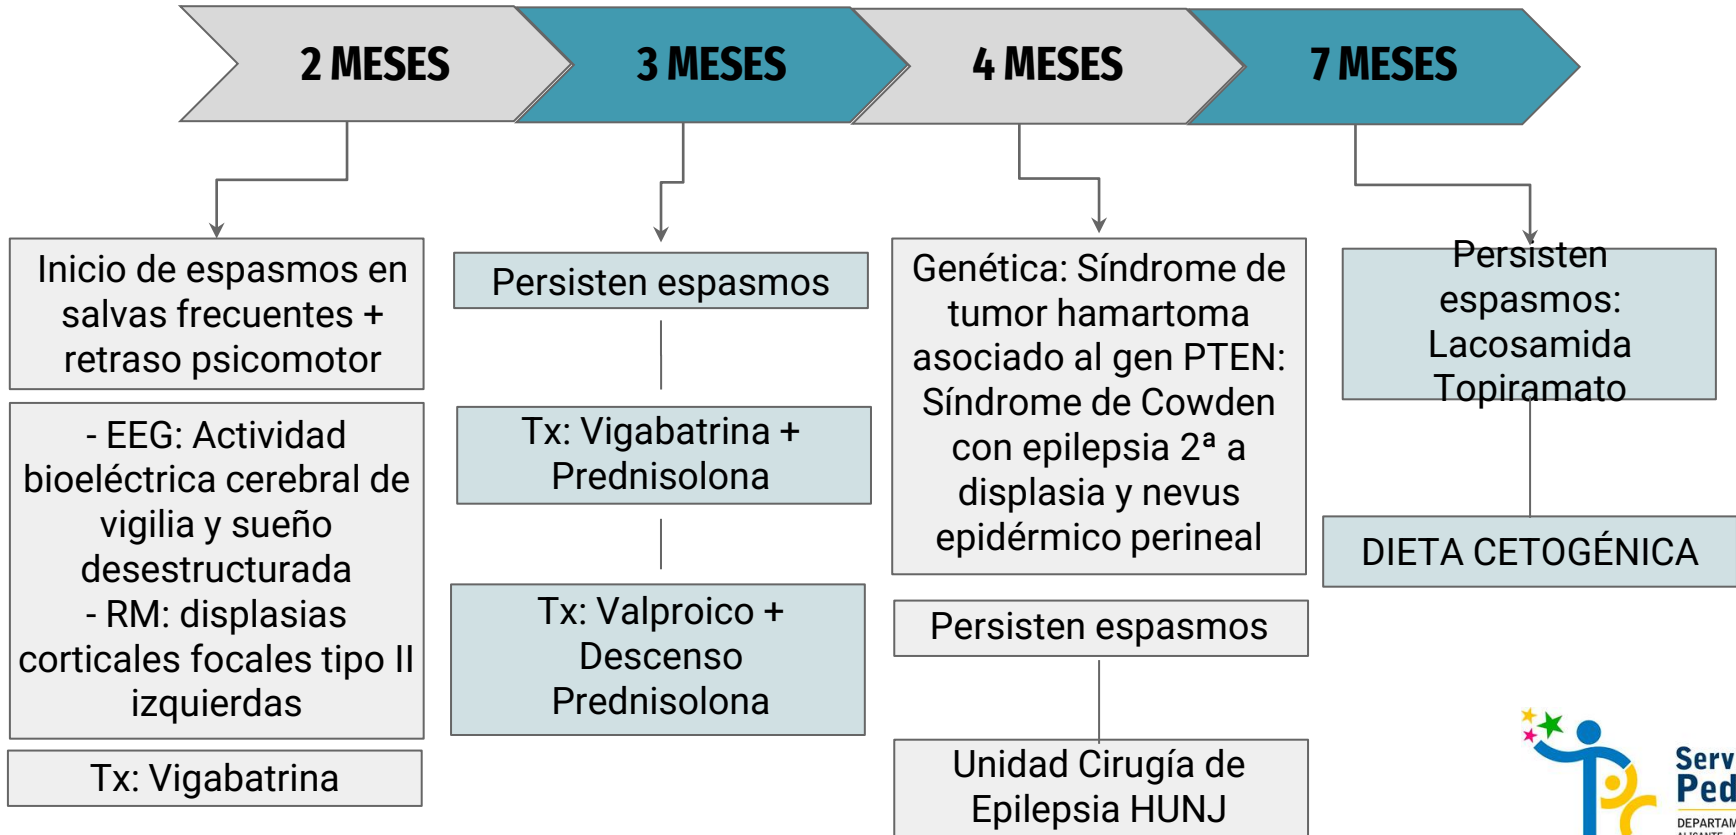 2 MESES
3 MESES
4 MESES
7 MESES
Inicio de espasmos en
salvas frecuentes +
retraso psicomotor
- EEG: Actividad
bioeléctrica cerebral de
vigilia y sueño
desestructurada
- RM: displasias
corticales focales tipo II
izquierdas
Tx: Vigabatrina
Persisten espasmos
Tx: Vigabatrina +
Prednisolona
Tx: Valproico +
Descenso
Prednisolona
Genética: Síndrome de
tumor hamartoma
asociado al gen PTEN:
Síndrome de Cowden
con epilepsia 2ª a
displasia y nevus
epidérmico perineal
Persisten espasmos
Unidad Cirugía de
Epilepsia HUNJ
Persisten
espasmos:
Lacosamida
Topiramato
DIETA CETOGÉNICA
Serv
Ped
DEPARTAM